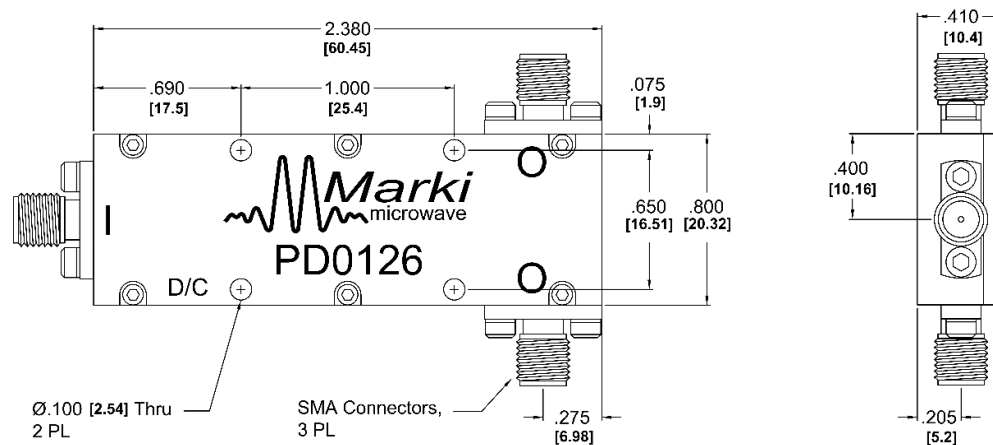 2.380
[60.45]
.690
[17.5]
1.000
[25.4]
.075
[1.9]
.410
[10.4]
I
O
Marki
microwave
PD0126
D/C
O
.650
[16.51]
.800
[20.32]
.400
[10.16]
Ø.100 [2.54] Thru
2 PL
SMA Connectors,
3 PL
.275
[6.98]
.205
[5.2]